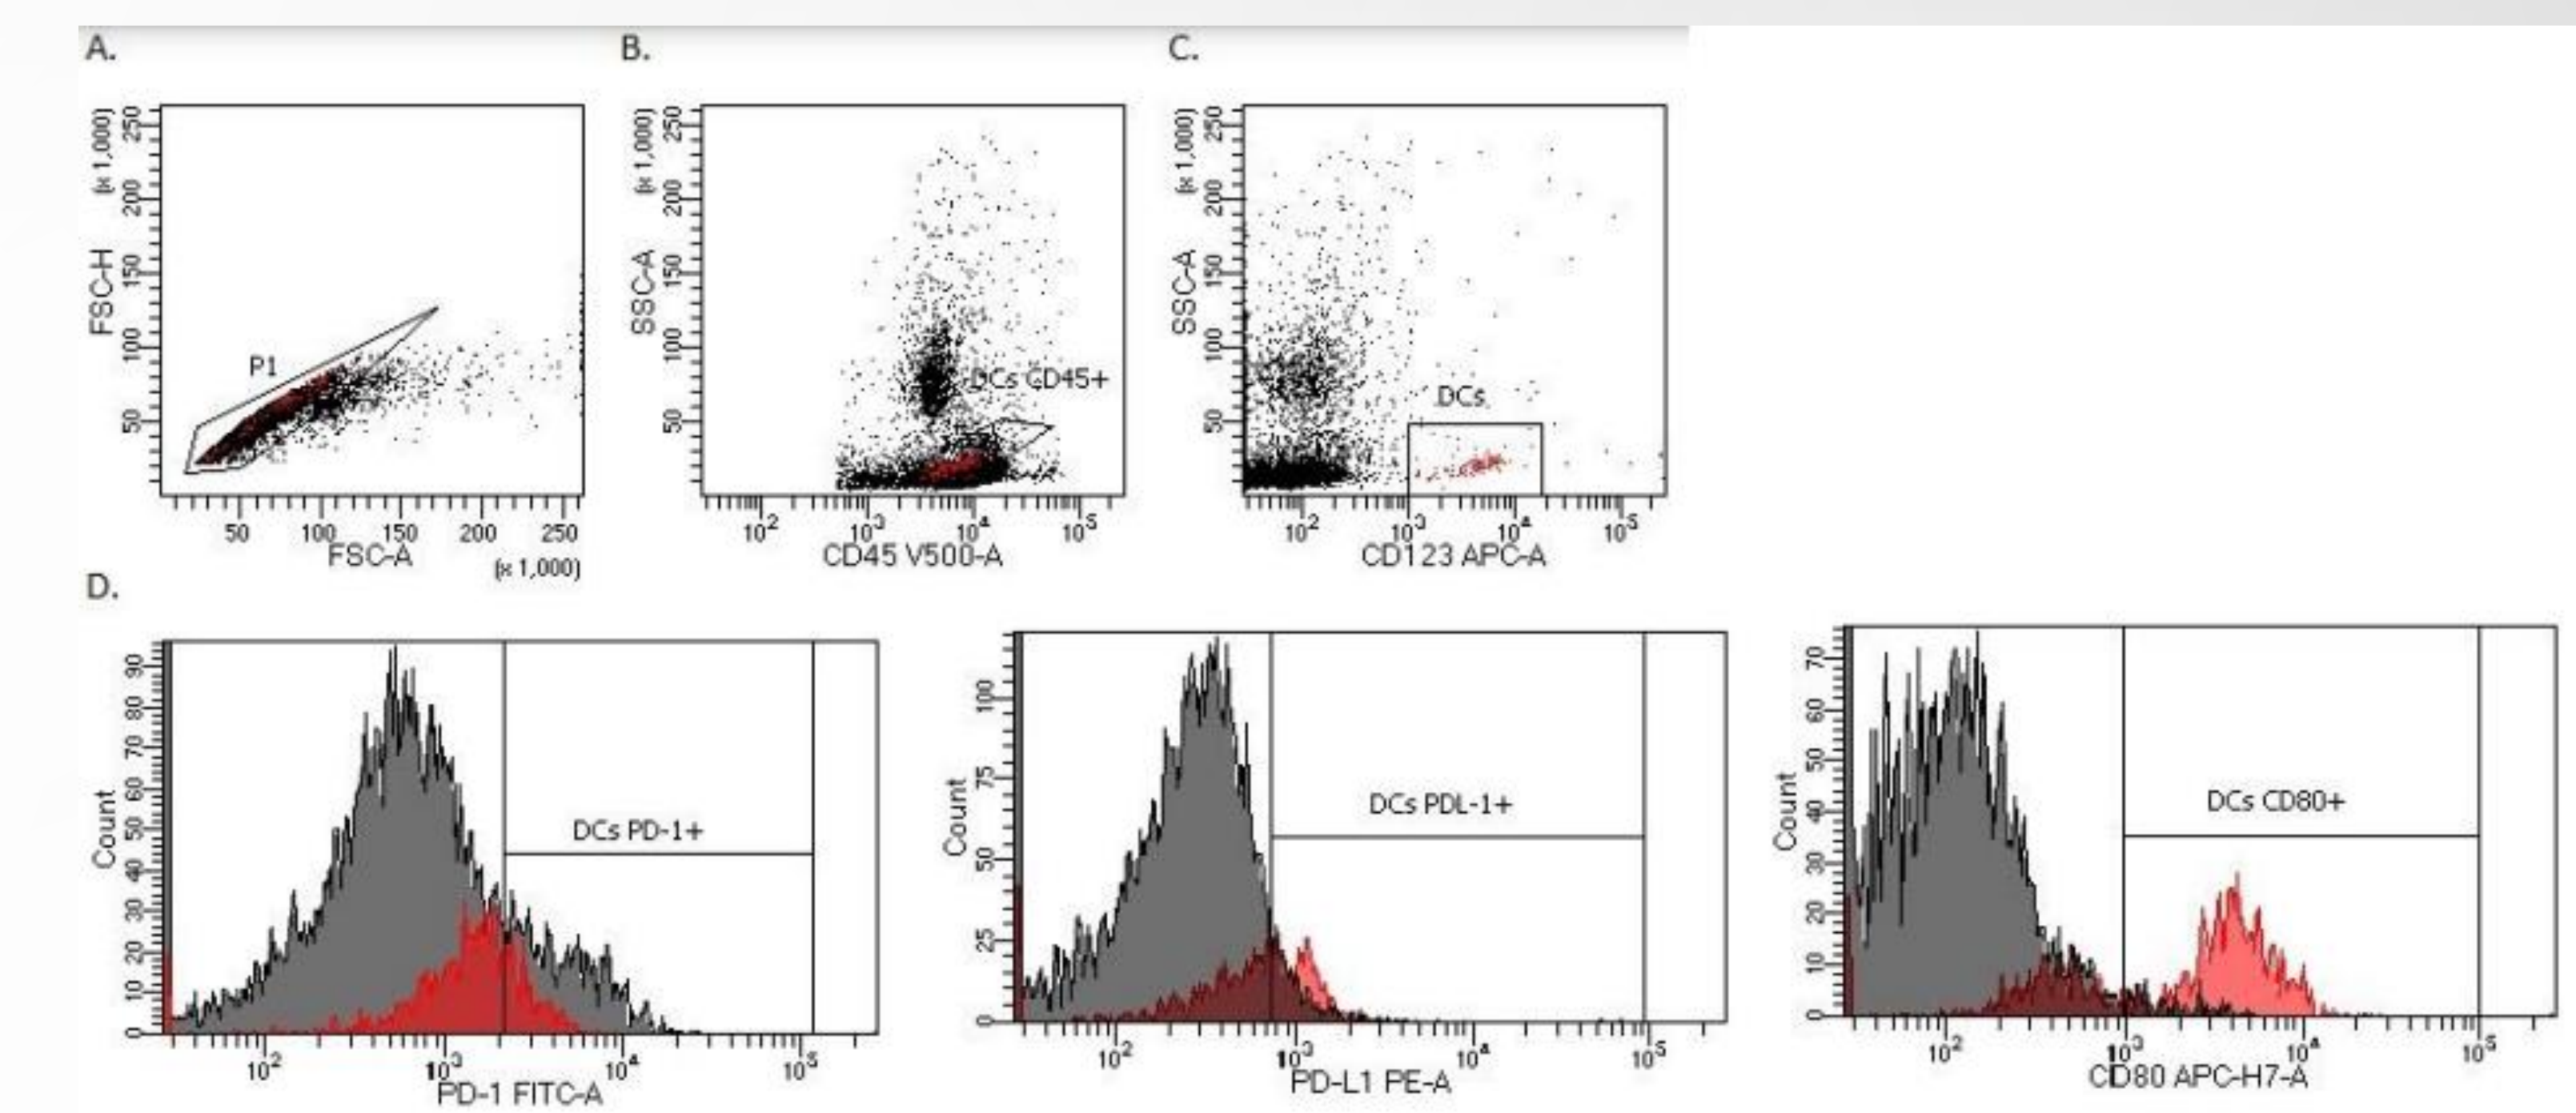 A.
B.
C.
FSC-H
(x 1,000)
250
200
150
100
50
P1
50 100 150 200 250
FSC-A
(x 1,000)
SSC-A
(x 1,000)
250
200
150
100
50
DCs CD45+
10² 10³ 10⁴ 10⁵
CD45 V500-A
SSC-A
(x 1,000)
250
200
150
100
50
DCs
10² 10³ 10⁴ 10⁵
CD123 APC-A
D.
Count
90
80
70
60
50
40
30
20
10
0
DCs PD-1+
10² 10³ 10⁴ 10⁵
PD-1 FITC-A
Count
100
75
50
25
0
DCs PDL-1+
10² 10³ 10⁴ 10⁵
PD-L1 PE-A
Count
70
60
50
40
30
20
10
0
DCs CD80+
10² 10³ 10⁴ 10⁵
CD80 APC-H7-A